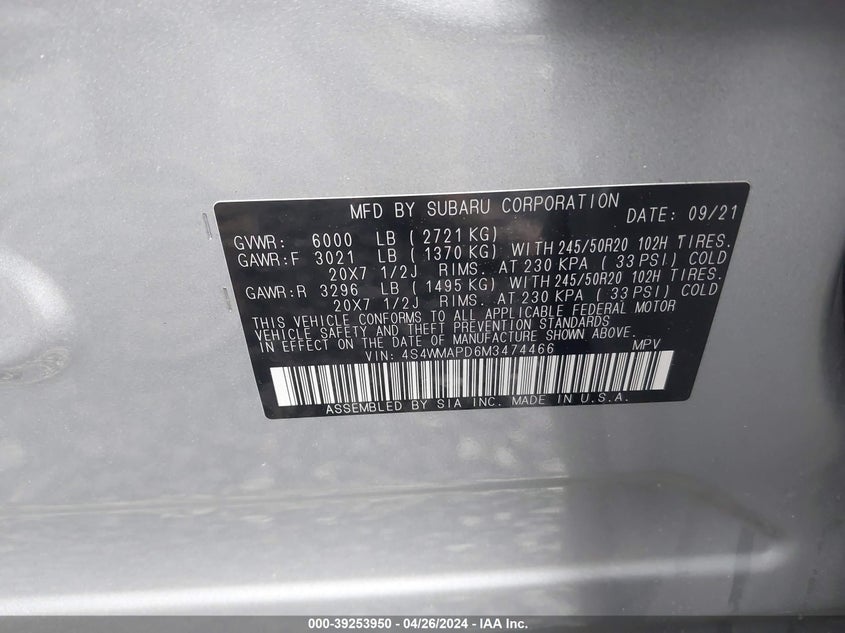 MFD BY SUBARU CORPORATION DATE: 09/21
GVWR: 6000 LB ( 2721 KG)
GAWR:F 3021 LB ( 1370 KG) WITH 245/50R20 102H TIRES.
20X7 1/2J RIMS. AT 230 KPA ( 33 PSI) COLD
GAWR:R 3296 LB ( 1495 KG) WITH 245/50R20 102H TIRES.
20X7 1/2J RIMS. AT 230 KPA ( 33 PSI) COLD
THIS VEHICLE CONFORMS TO ALL APPLICABLE FEDERAL MOTOR
VEHICLE SAFETY AND THEFT PREVENTION STANDARDS
IN EFFECT ON THE DATE OF MANUFACTURE SHOWN ABOVE.
VIN: 4S4WMAPD6M3474466 MPV
ASSEMBLED BY SIA INC. MADE IN U.S.A.
000-39253950 - 04/26/2024 - IAA Inc.